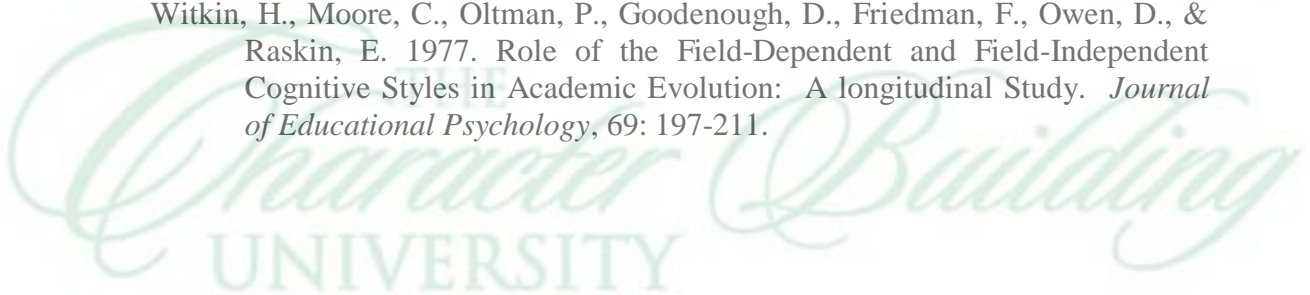 Witkin, H., Moore, C., Oltman, P., Goodenough, D., Friedman, F., Owen, D., &
Raskin, E. 1977. Role of the Field-Dependent and Field-Independent
Cognitive Styles in Academic Evolution: A longitudinal Study. Journal
of Educational Psychology, 69: 197-211.
THE
Character Building
UNIVERSITY